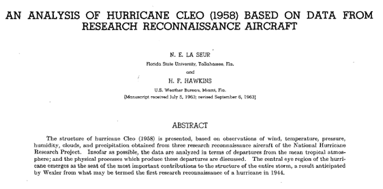 AN ANALYSIS OF HURRICANE CLEO (1958) BASED ON DATA FROM
RESEARCH RECONNAISSANCE AIRCRAFT
N. E. LA SEUR
Florida State University, Tallahassee, Fla.
and
H. F. HAWKINS
U.S. Weather Bureau, Miami, Fla.
[Manuscript received July 5, 1963; revised September 6, 1963]
ABSTRACT
The structure of hurricane Cleo (1958) is presented, based on observations of wind, temperature, pressure,
humidity, clouds, and precipitation obtained from three research reconnaissance aircraft of the National Hurricane
Research Project. Insofar as possible, the data are analyzed in terms of departures from the mean tropical atmos-
phere; and the physical processes which produce these departures are discussed. The central eye region of the hurri-
cane emerges as the seat of the most important contributions to the structure of the entire storm, a result anticipated
by Wexler from what may be termed the first research reconnaissance of a hurricane in 1944.